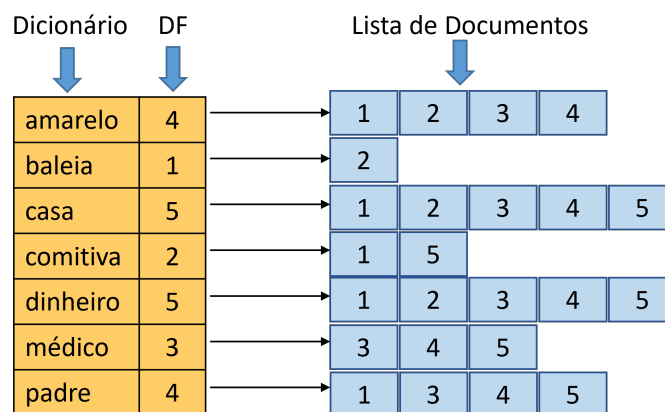 Dicionário DF Lista de Documentos
amarelo 4 1 2 3 4
baleia 1 2
casa 5 1 2 3 4 5
comitiva 2 1 5
dinheiro 5 1 2 3 4 5
médico 3 3 4 5
padre 4 1 3 4 5